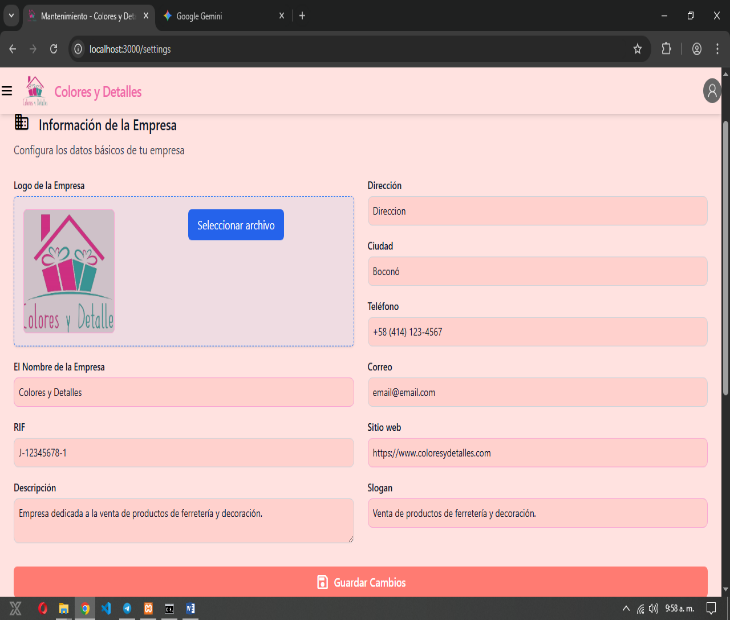 Mantenimiento - Colores y Det
Google Gemini
localhost:3000/settings
Colores y Detalles
Información de la Empresa
Configura los datos básicos de tu empresa
Logo de la Empresa
Seleccionar archivo
Colores y Detalle
El Nombre de la Empresa
Colores y Detalles
RIF
J-12345678-1
Descripción
Empresa dedicada a la venta de productos de ferretería y decoración.
Dirección
Direccion
Ciudad
Boconó
Teléfono
+58 (414) 123-4567
Correo
email@email.com
Sitio web
https://www.coloresydetalles.com
Slogan
Venta de productos de ferretería y decoración.
Guardar Cambios
9:58 a. m.